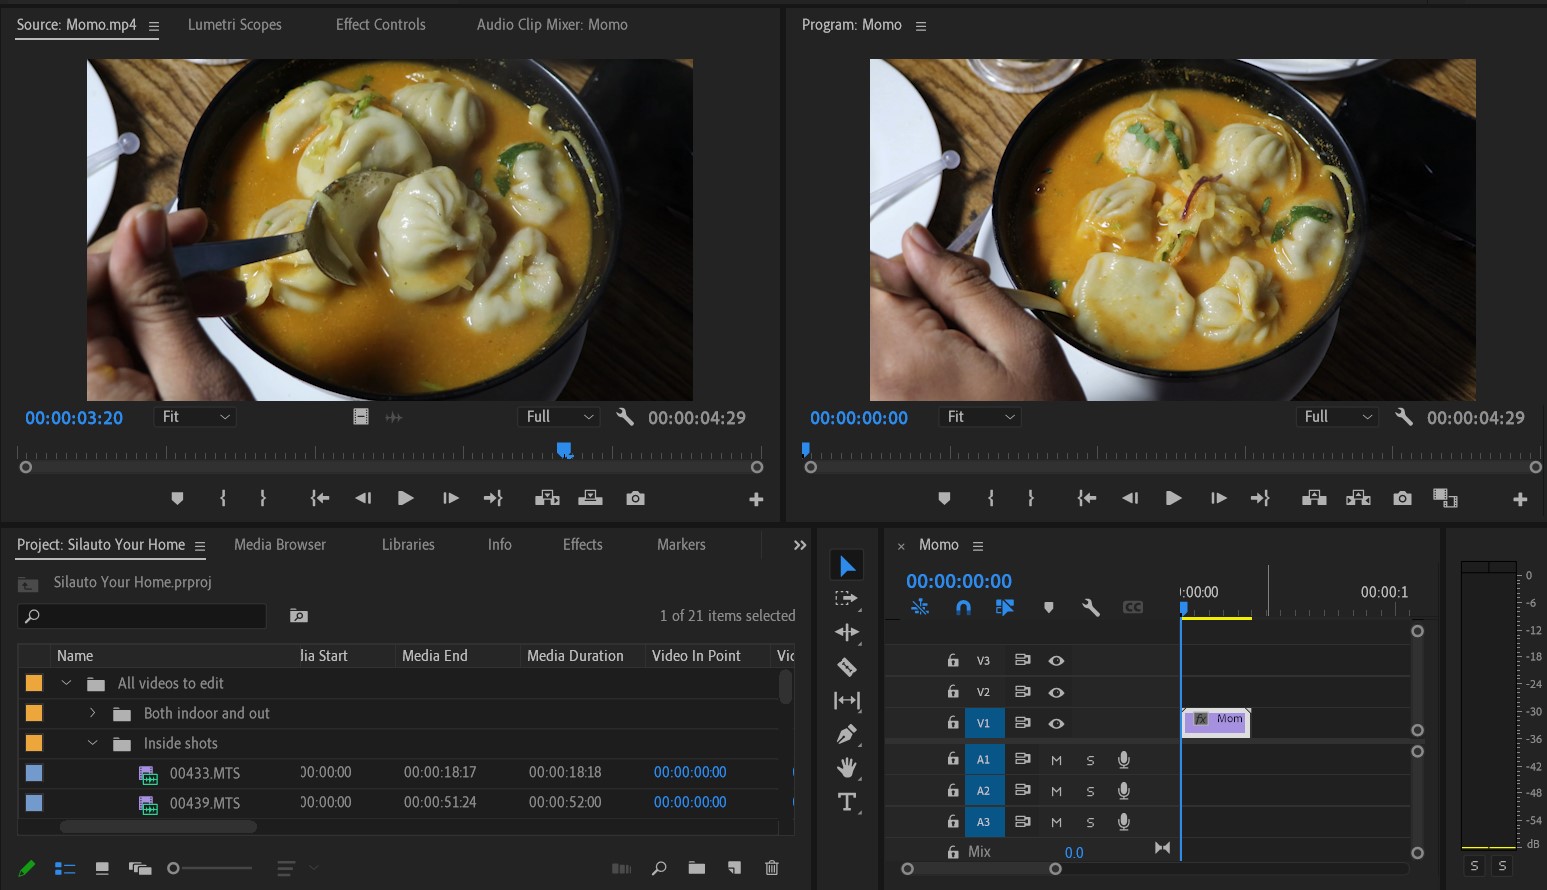 Source: Momo.mp4
Lumetri Scopes
Effect Controls
Audio Clip Mixer: Momo
Program: Momo
00:00:03:20
Fit
Full
00:00:04:29
00:00:00:00
Fit
Full
00:00:04:29
Project: Silauto Your Home
Media Browser
Libraries
Info
Effects
Markers
Silauto Your Home.prproj
1 of 21 items selected
Name
lia Start
Media End
Media Duration
Video In Point
Vic
All videos to edit
Both indoor and out
Inside shots
00433.MTS
00:00:00
00:00:18:17
00:00:18:18
00:00:00:00
00439.MTS
00:00:00
00:00:51:24
00:00:52:00
00:00:00:00
× Momo
00:00:00:00
:00:00
00:00:1
CC
V3
V2
V1
fx Mom
A1 M S
A2 M S
A3 M S
Mix 0.0
0
-6
-12
-18
-24
-30
-36
-42
-48
-54
dB
S S